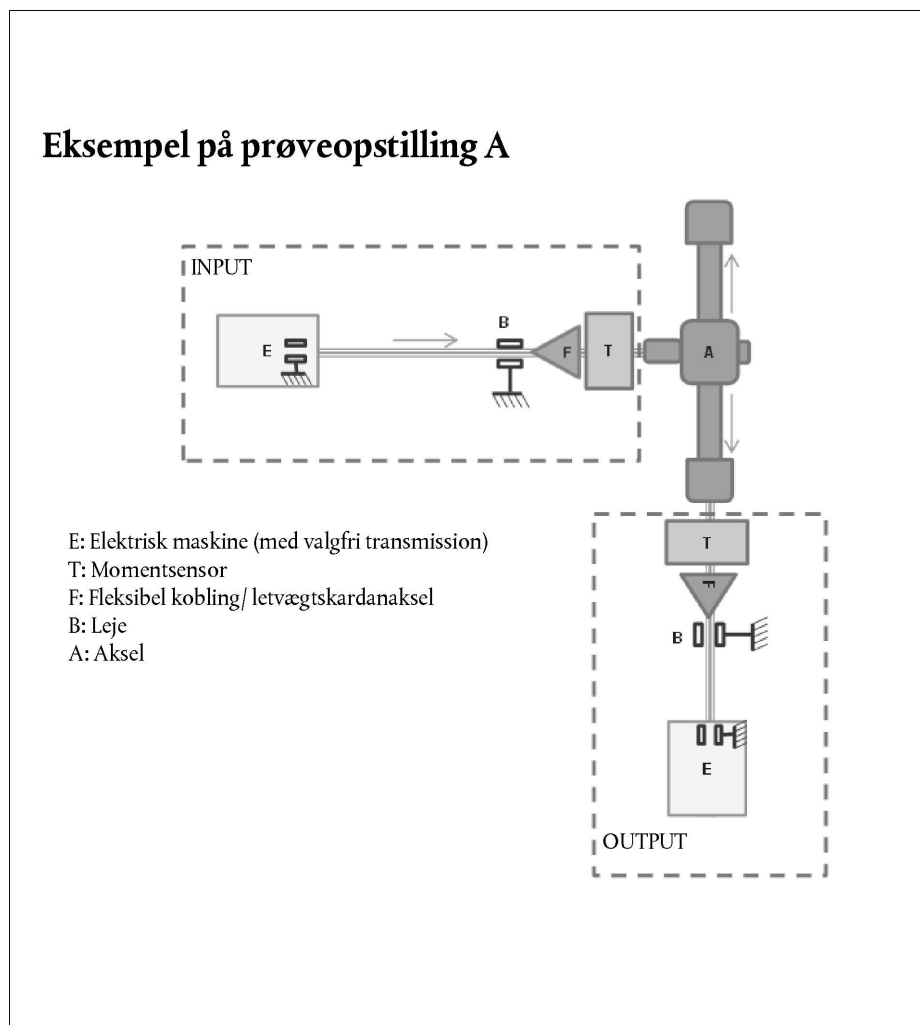 Eksempel på prøveopstilling A
INPUT
B
E
F
T
A
E: Elektrisk maskine (med valgfri transmission)
T: Momentsensor
F: Fleksibel kobling/ letvægtskardanaksel
B: Leje
A: Aksel
T
F
B
E
OUTPUT